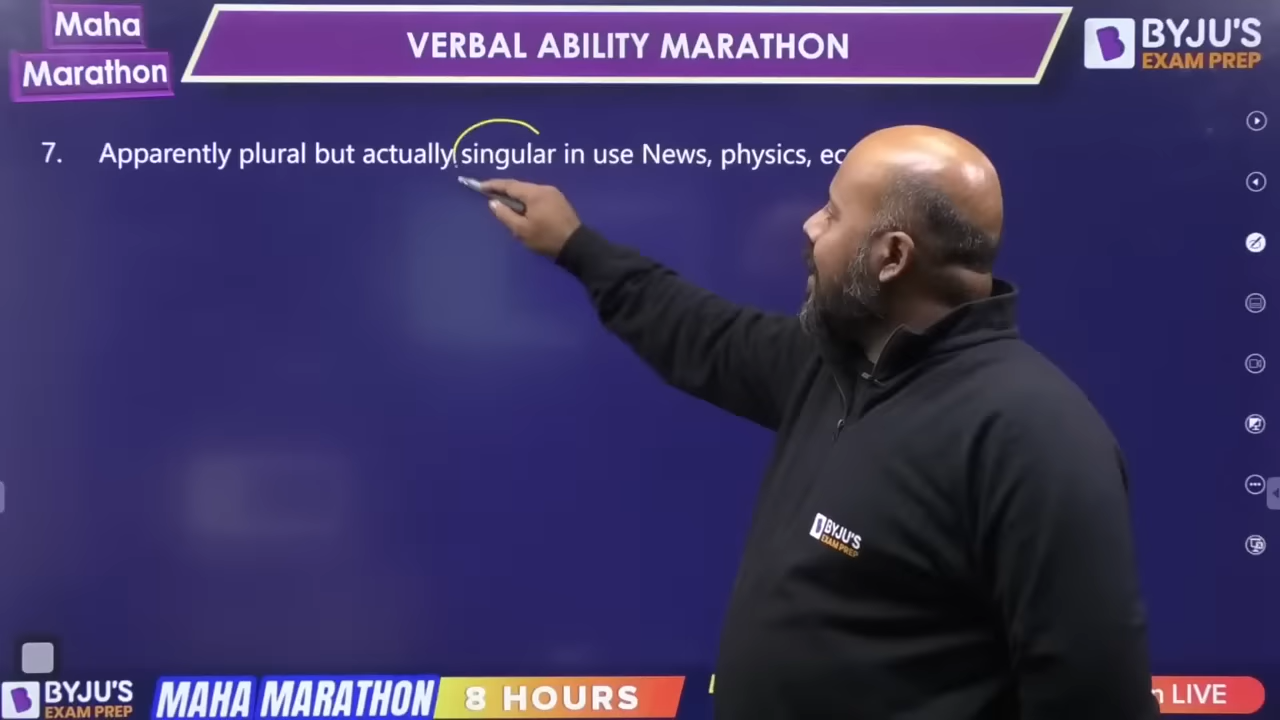 Maha
Marathon
VERBAL ABILITY MARATHON
BYJU'S
EXAM PREP
7. Apparently plural but actually singular in use News, physics,
BYJU'S
EXAM PREP
BYJU'S
EXAM PREP
MAHA MARATHON
8 HOURS
LIVE